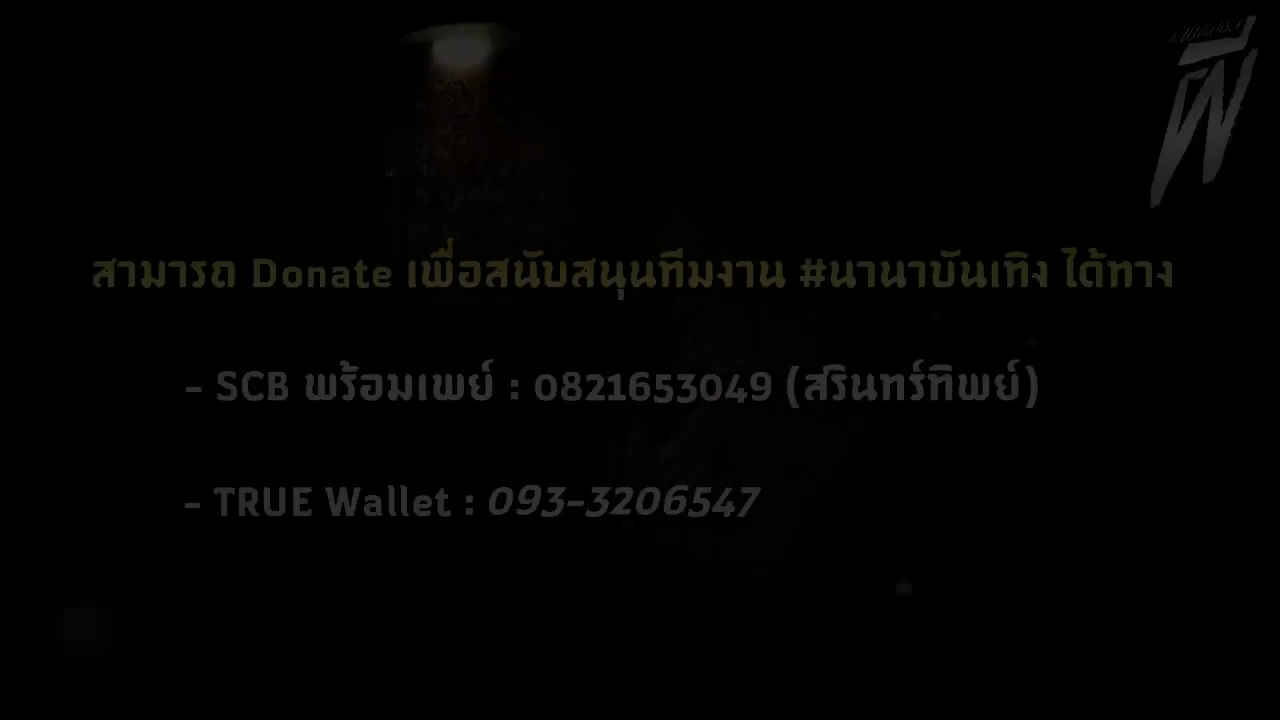 ผี
สามารถ Donate เพื่อสนับสนุนทีมงาน #นานาบันเทิง ได้ทาง
- SCB พร้อมเพย์ : 0821653049 (สรินทร์ทิพย์)
- TRUE Wallet : 093-3206547